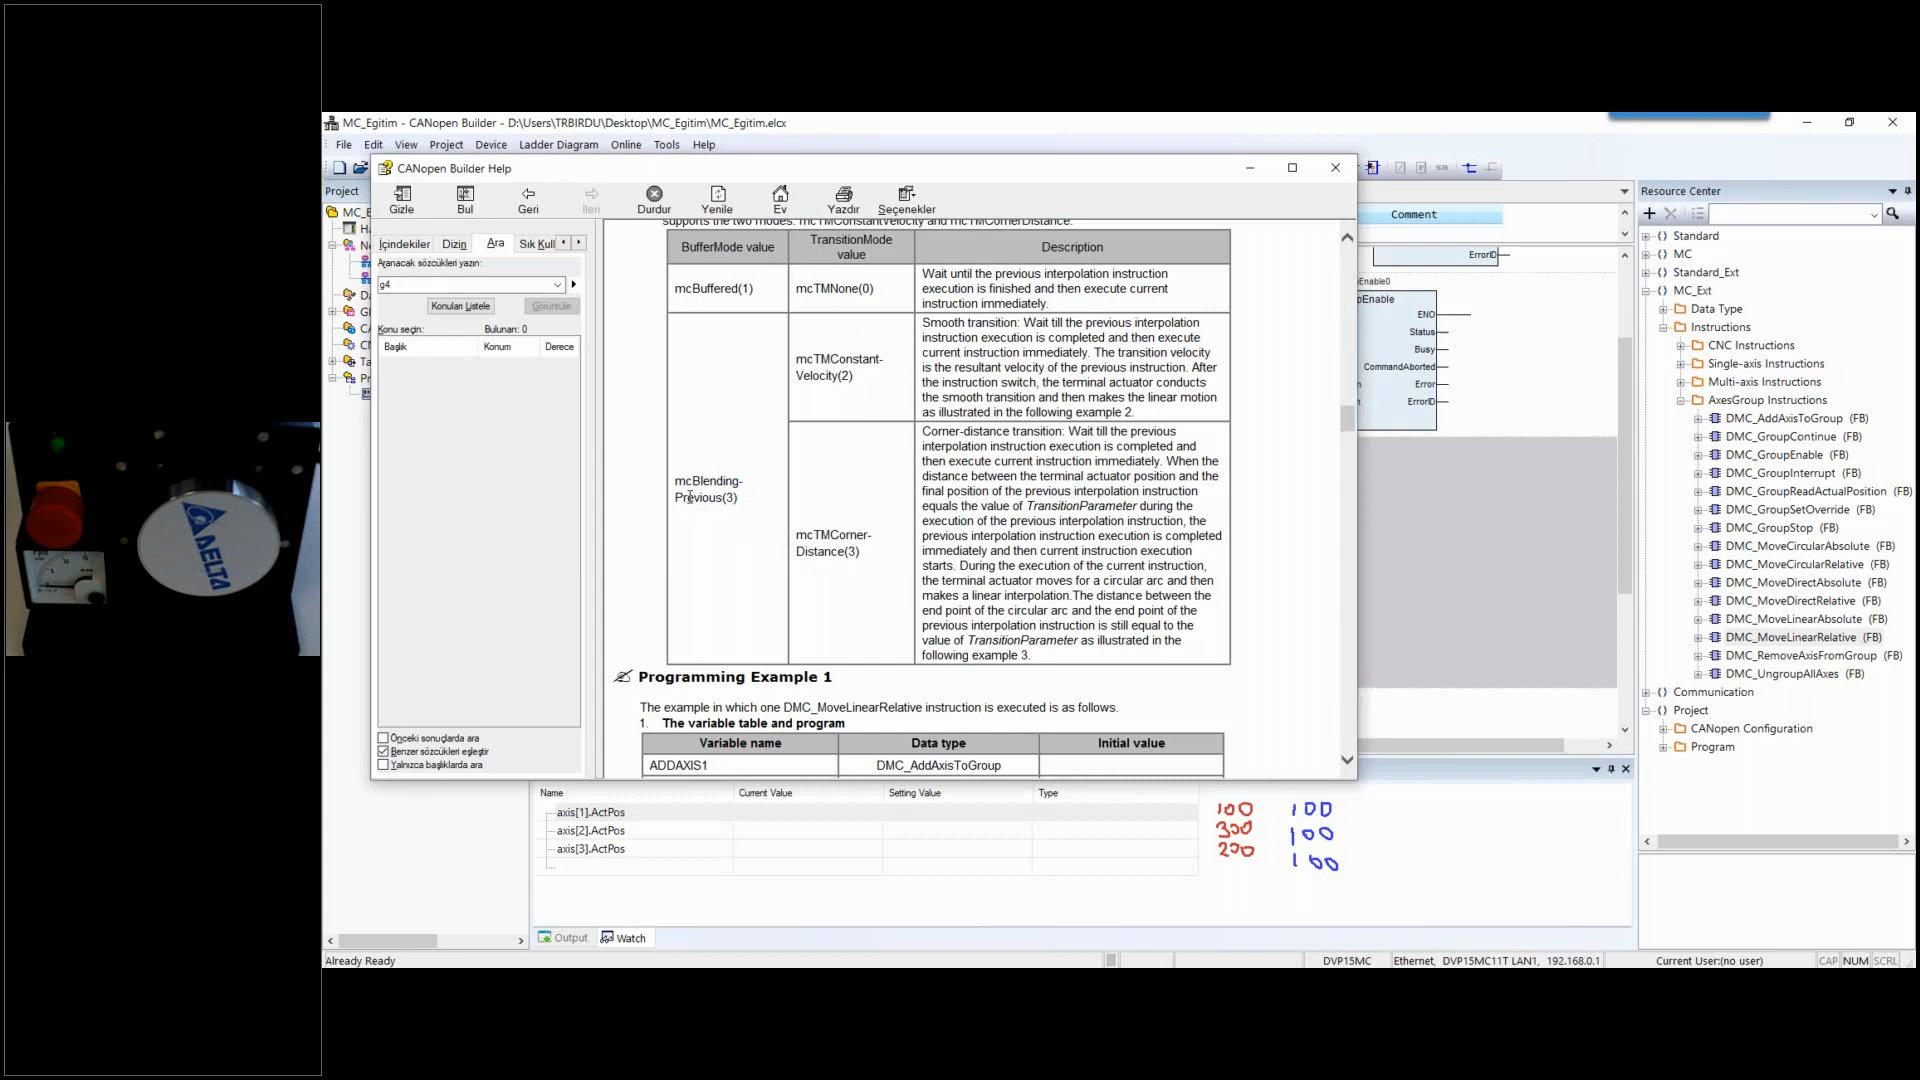 MC_Egitim - CANopen Builder - D:\Users\TRBIRDU\Desktop\MC_Egitim\MC_Egitim.elcx
File Edit View Project Device Ladder Diagram Online Tools Help
CANopen Builder Help
Gizle Bul Geri İleri Durdur Yenile Ev Yazdır Seçenekler
Project
İçindekiler Dizin Ara Sık Kull
Aranacak sözcükleri yazın:
g4
Konuları Listele Görüntüle
Konu seçin: Bulunan: 0
Başlık Konum Derece
Önceki sonuçlarda ara
Benzer sözcükleri eşleştir
Yalnızca başlıklarda ara
supports the two modes: mcTMConstantVelocity and mcTMCornerDistance.
BufferMode value
TransitionMode
value
Description
mcBuffered(1)
mcTMNone(0)
Wait until the previous interpolation instruction
execution is finished and then execute current
instruction immediately.
mcBlending-
Previous(3)
mcTMConstant-
Velocity(2)
Smooth transition: Wait till the previous interpolation
instruction execution is completed and then execute
current instruction immediately. The transition velocity
is the resultant velocity of the previous instruction. After
the instruction switch, the terminal actuator conducts
the smooth transition and then makes the linear motion
as illustrated in the following example 2.
mcTMCorner-
Distance(3)
Corner-distance transition: Wait till the previous
interpolation instruction execution is completed and
then execute current instruction immediately. When the
distance between the terminal actuator position and the
final position of the previous interpolation instruction
equals the value of TransitionParameter during the
execution of the previous interpolation instruction, the
previous interpolation instruction execution is completed
immediately and then current instruction execution
starts. During the execution of the current instruction,
the terminal actuator moves for a circular arc and then
makes a linear interpolation.The distance between the
end point of the circular arc and the end point of the
previous interpolation instruction is still equal to the
value of TransitionParameter as illustrated in the
following example 3.
Programming Example 1
The example in which one DMC_MoveLinearRelative instruction is executed is as follows.
1. The variable table and program
Variable name Data type Initial value
ADDAXIS1 DMC_AddAxisToGroup
Comment
ErrorID
ENO
Status
Busy
CommandAborted
Error
ErrorID
Resource Center
Standard
MC
Standard_Ext
MC_Ext
Data Type
Instructions
CNC Instructions
Single-axis Instructions
Multi-axis Instructions
AxesGroup Instructions
DMC_AddAxisToGroup (FB)
DMC_GroupContinue (FB)
DMC_GroupEnable (FB)
DMC_GroupInterrupt (FB)
DMC_GroupReadActualPosition (FB)
DMC_GroupSetOverride (FB)
DMC_GroupStop (FB)
DMC_MoveCircularAbsolute (FB)
DMC_MoveCircularRelative (FB)
DMC_MoveDirectAbsolute (FB)
DMC_MoveDirectRelative (FB)
DMC_MoveLinearAbsolute (FB)
DMC_MoveLinearRelative (FB)
DMC_RemoveAxisFromGroup (FB)
DMC_UngroupAllAxes (FB)
Communication
Project
CANopen Configuration
Program
Name Current Value Setting Value Type
axis[1].ActPos
axis[2].ActPos
axis[3].ActPos
100 100
300 100
200 100
Output Watch
Already Ready
DVP15MC Ethernet, DVP15MC11T LAN1, 192.168.0.1 Current User:(no user) CAP NUM SCRL
DELTA